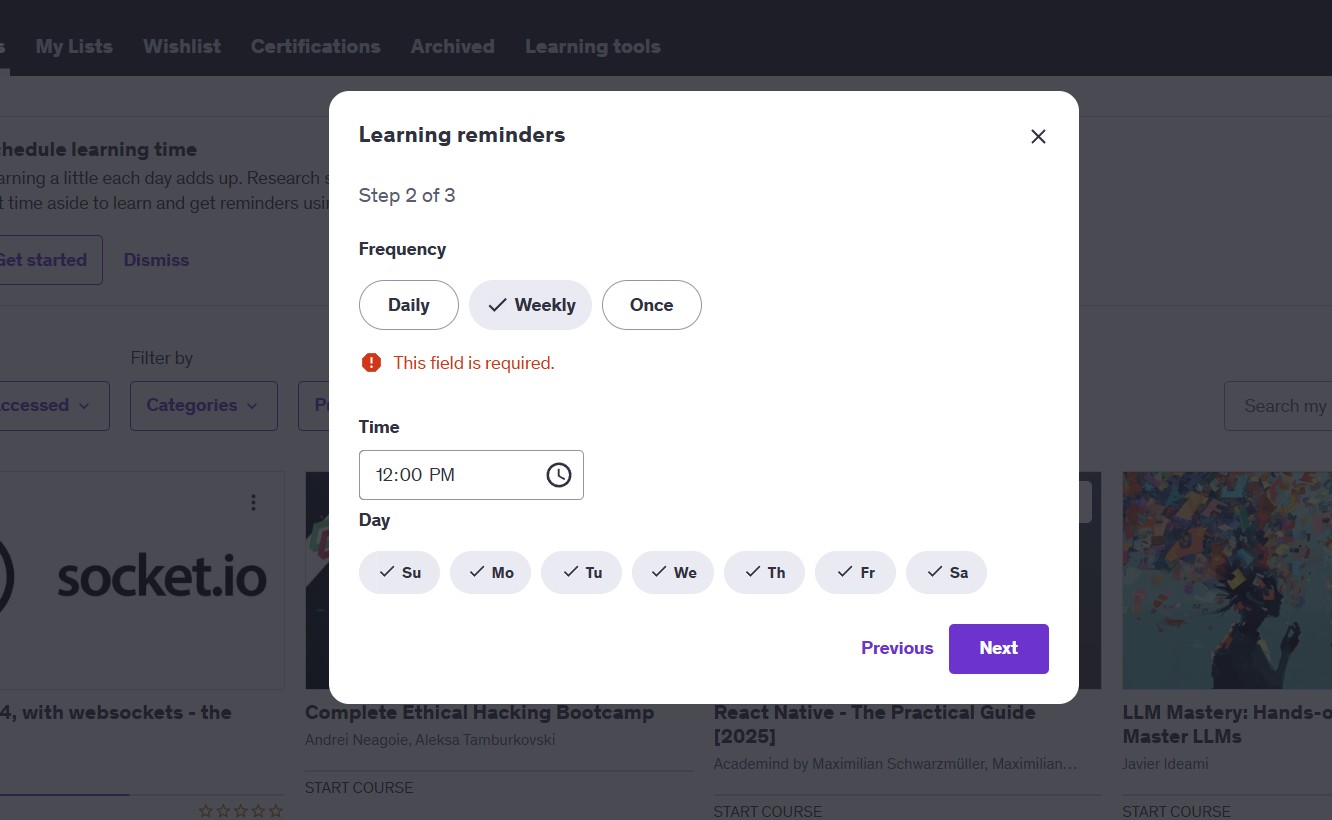 s My Lists Wishlist Certifications Archived Learning tools
Learning reminders
Step 2 of 3
Frequency
Daily Weekly Once
This field is required.
Time
12:00 PM
Day
Su Mo Tu We Th Fr Sa
Previous Next
chedule learning time
arning a little each day adds up. Research s
t time aside to learn and get reminders usin
Get started Dismiss
Filter by
ccessed Categories P
Search my
socket.io
4, with websockets - the
Complete Ethical Hacking Bootcamp
Andrei Neagoie, Aleksa Tamburkovski
START COURSE
React Native - The Practical Guide
[2025]
Academind by Maximilian Schwarzmüller, Maximilian…
START COURSE
LLM Mastery: Hands-o
Master LLMs
Javier Ideami
START COURSE